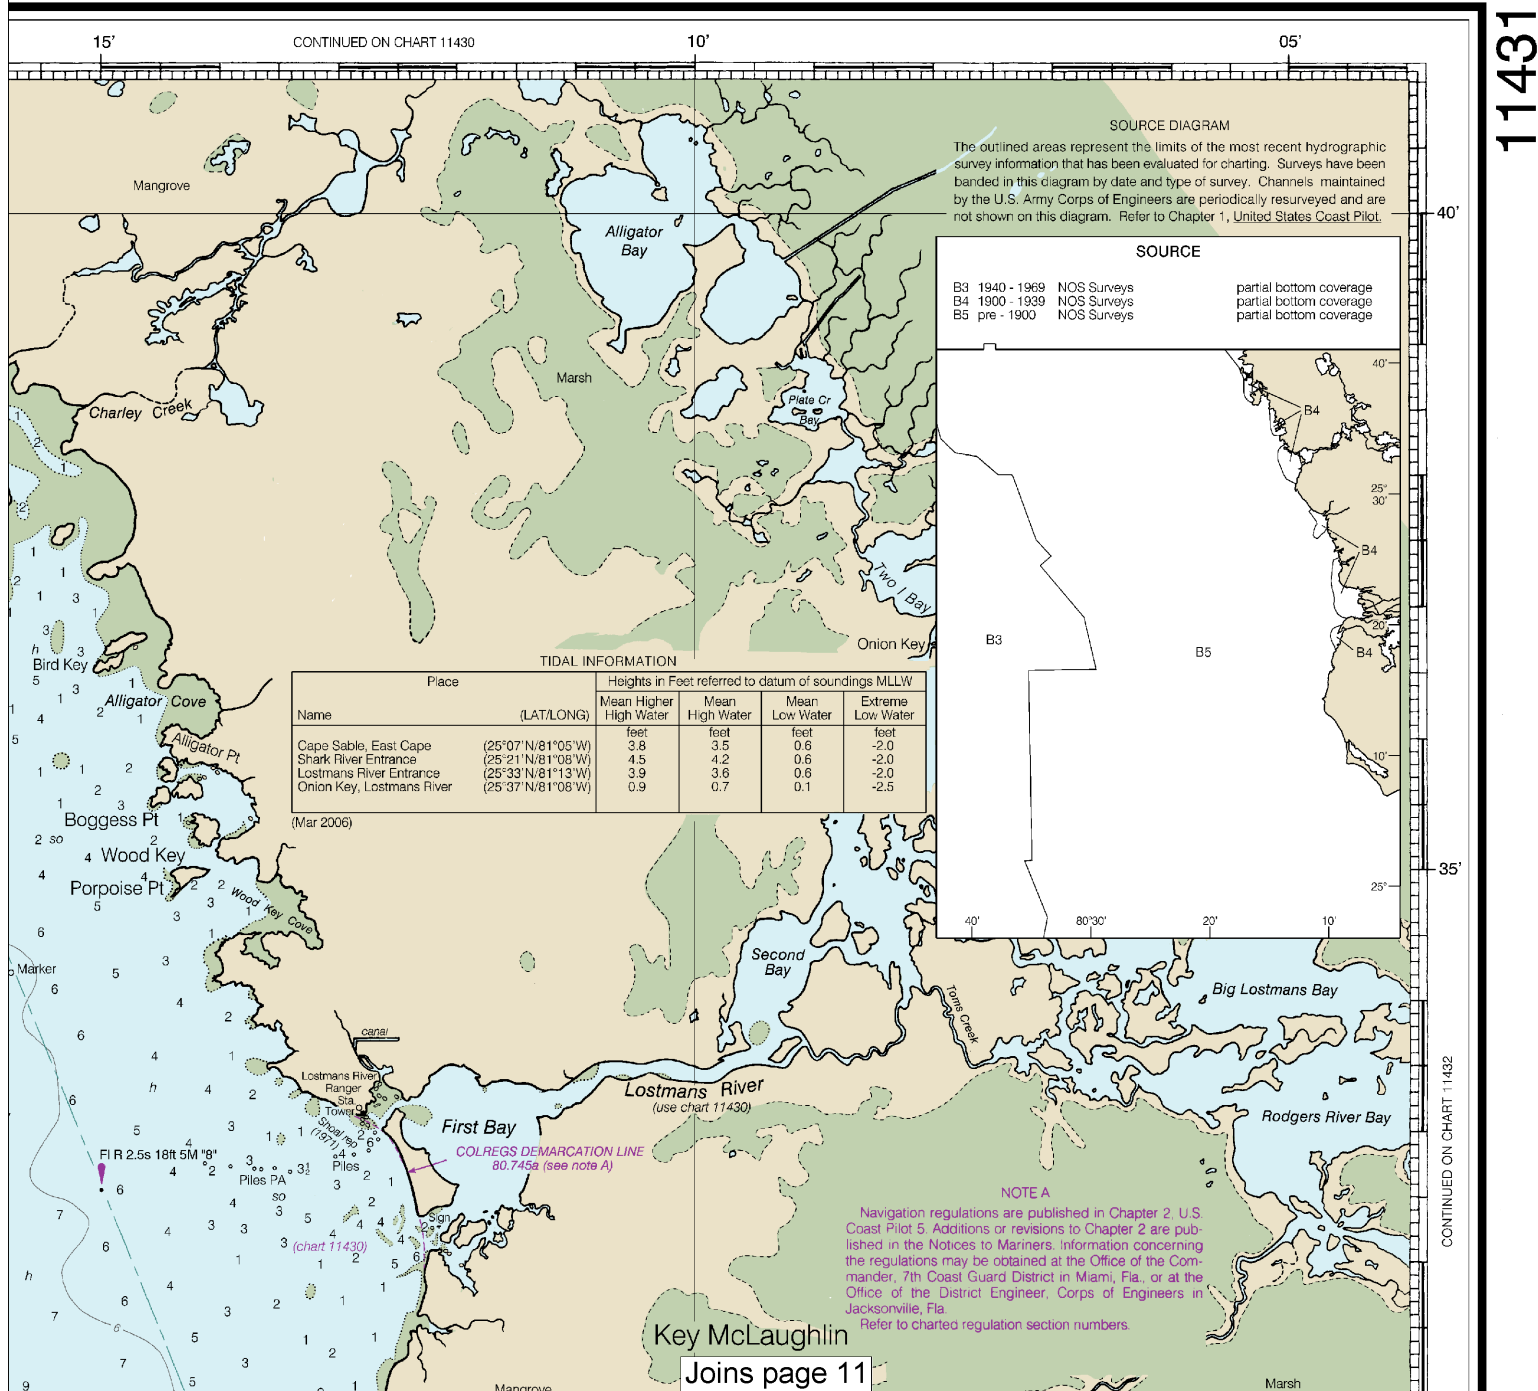 15'
CONTINUED ON CHART 11430
10'
05'
11431
Mangrove
SOURCE DIAGRAM
The outlined areas represent the limits of the most recent hydrographic
survey information that has been evaluated for charting. Surveys have been
banded in this diagram by date and type of survey. Channels maintained
by the U.S. Army Corps of Engineers are periodically resurveyed and are
not shown on this diagram. Refer to Chapter 1, United States Coast Pilot.
40'
Alligator
Bay
SOURCE
B3 1940 - 1969 NOS Surveys partial bottom coverage
B4 1900 - 1939 NOS Surveys partial bottom coverage
B5 pre - 1900 NOS Surveys partial bottom coverage
40'
B4
25°
30'
B4
20'
B3
B5
B4
10'
25°
40'
80°30'
20'
10'
Marsh
Charley Creek
Plate Cr
Bay
Two I Bay
Onion Key
Bird Key
Alligator Cove
Alligator Pt
TIDAL INFORMATION
Place
Heights in Feet referred to datum of soundings MLLW
Name (LAT/LONG)
Mean Higher High Water
Mean High Water
Mean Low Water
Extreme Low Water
feet feet feet feet
Cape Sable, East Cape (25°07'N/81°05'W) 3.8 3.5 0.6 -2.0
Shark River Entrance (25°21'N/81°08'W) 4.5 4.2 0.6 -2.0
Lostmans River Entrance (25°33'N/81°13'W) 3.9 3.6 0.6 -2.0
Onion Key, Lostmans River (25°37'N/81°08'W) 0.9 0.7 0.1 -2.5
(Mar 2006)
Boggess Pt
so
Wood Key
Porpoise Pt
Wood Key Cove
35'
Marker
Second
Bay
Toms Creek
Big Lostmans Bay
canal
Lostmans River
Ranger
Sta
Tower
Shoal rep
(1971)
Lostmans River
(use chart 11430)
First Bay
Rodgers River Bay
CONTINUED ON CHART 11432
COLREGS DEMARCATION LINE
80.745a (see note A)
Fl R 2.5s 18ft 5M "8"
Piles
Piles PA
so
Sign
(chart 11430)
NOTE A
Navigation regulations are published in Chapter 2, U.S.
Coast Pilot 5. Additions or revisions to Chapter 2 are pub-
lished in the Notices to Mariners. Information concerning
the regulations may be obtained at the Office of the Com-
mander, 7th Coast Guard District in Miami, Fla., or at the
Office of the District Engineer, Corps of Engineers in
Jacksonville, Fla.
Refer to charted regulation section numbers.
Key McLaughlin
Joins page 11
Mangrove
Marsh